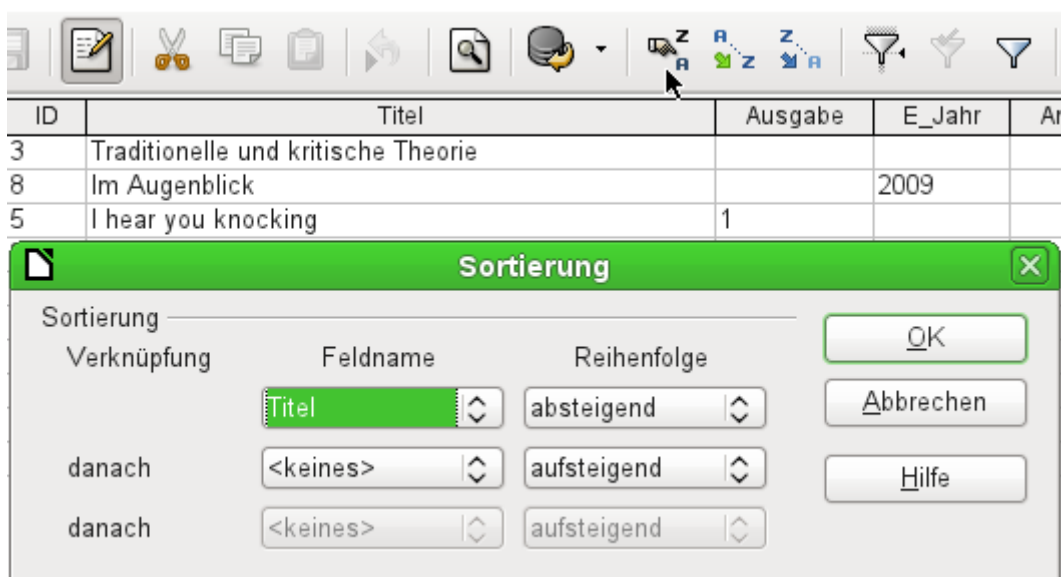 Z A A Z Z A
ID Titel Ausgabe E_Jahr
3 Traditionelle und kritische Theorie
8 Im Augenblick 2009
5 I hear you knocking 1
Sortierung
Sortierung
Verknüpfung Feldname Reihenfolge
OK
Titel absteigend
Abbrechen
danach <keines> aufsteigend
Hilfe
danach <keines> aufsteigend